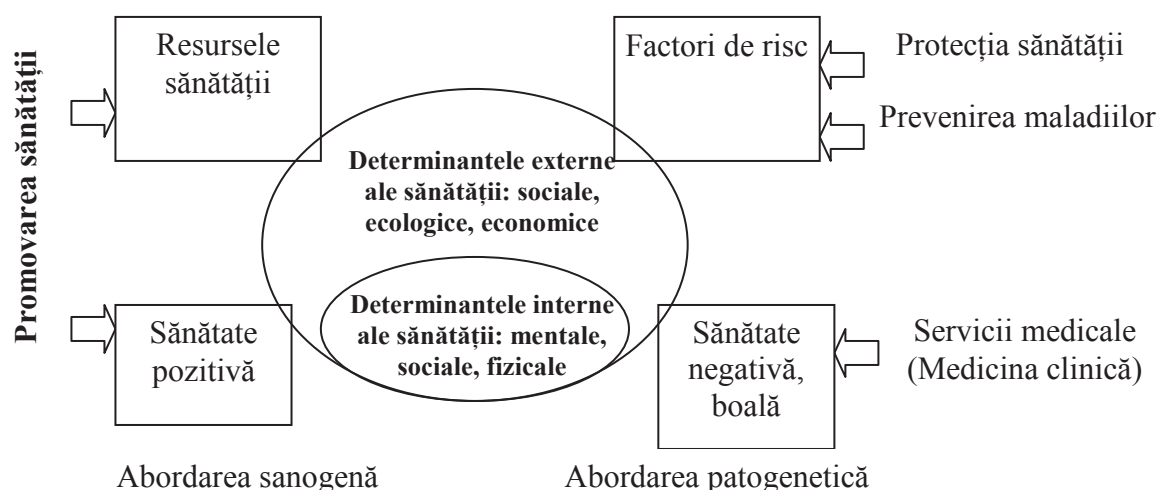 Promovarea sănătății
Resursele
sănătății
Factori de risc
Protecția sănătății
Prevenirea maladiilor
Determinantele externe
ale sănătății: sociale,
ecologice, economice
Determinantele interne
ale sănătății: mentale,
sociale, fizicale
Sănătate
pozitivă
Sănătate
negativă,
boală
Servicii medicale
(Medicina clinică)
Abordarea sanogenă
Abordarea patogenetică